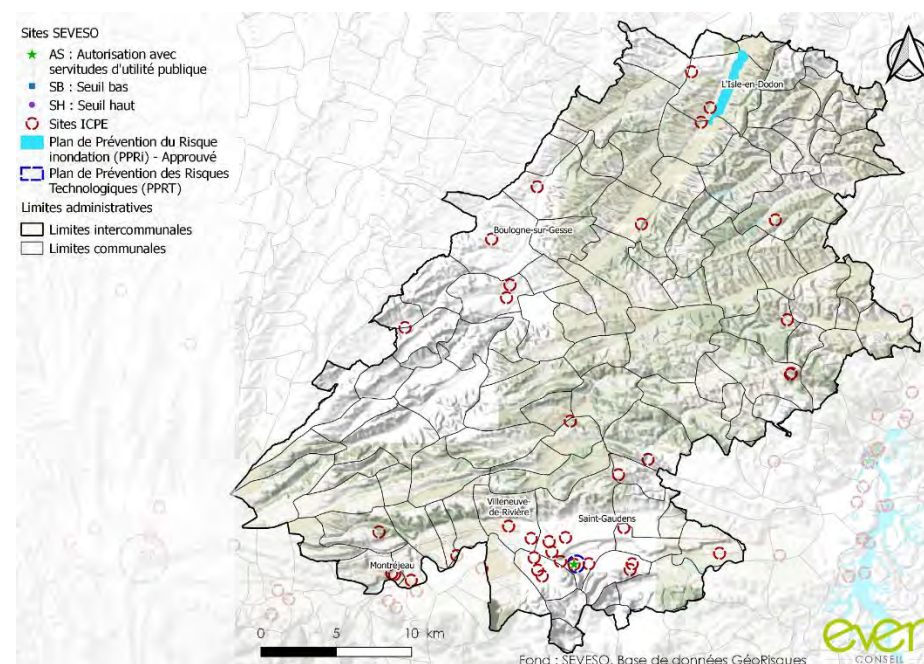 Sites SEVESO
AS : Autorisation avec
servitudes d'utilité publique
SB : Seuil bas
SH : Seuil haut
Sites ICPE
Plan de Prévention du Risque
inondation (PPRi) - Approuvé
Plan de Prévention des Risques
Technologiques (PPRT)
Limites administratives
Limites intercommunales
Limites communales
L'Isle-en-Dodon
Boulogne-sur-Gesse
Villeneuve-
de-Rivière
Saint-Gaudens
Montréjeau
0 5 10 km
ever
CONSEIL
Fond : SEVESO, Base de données GéoRisques